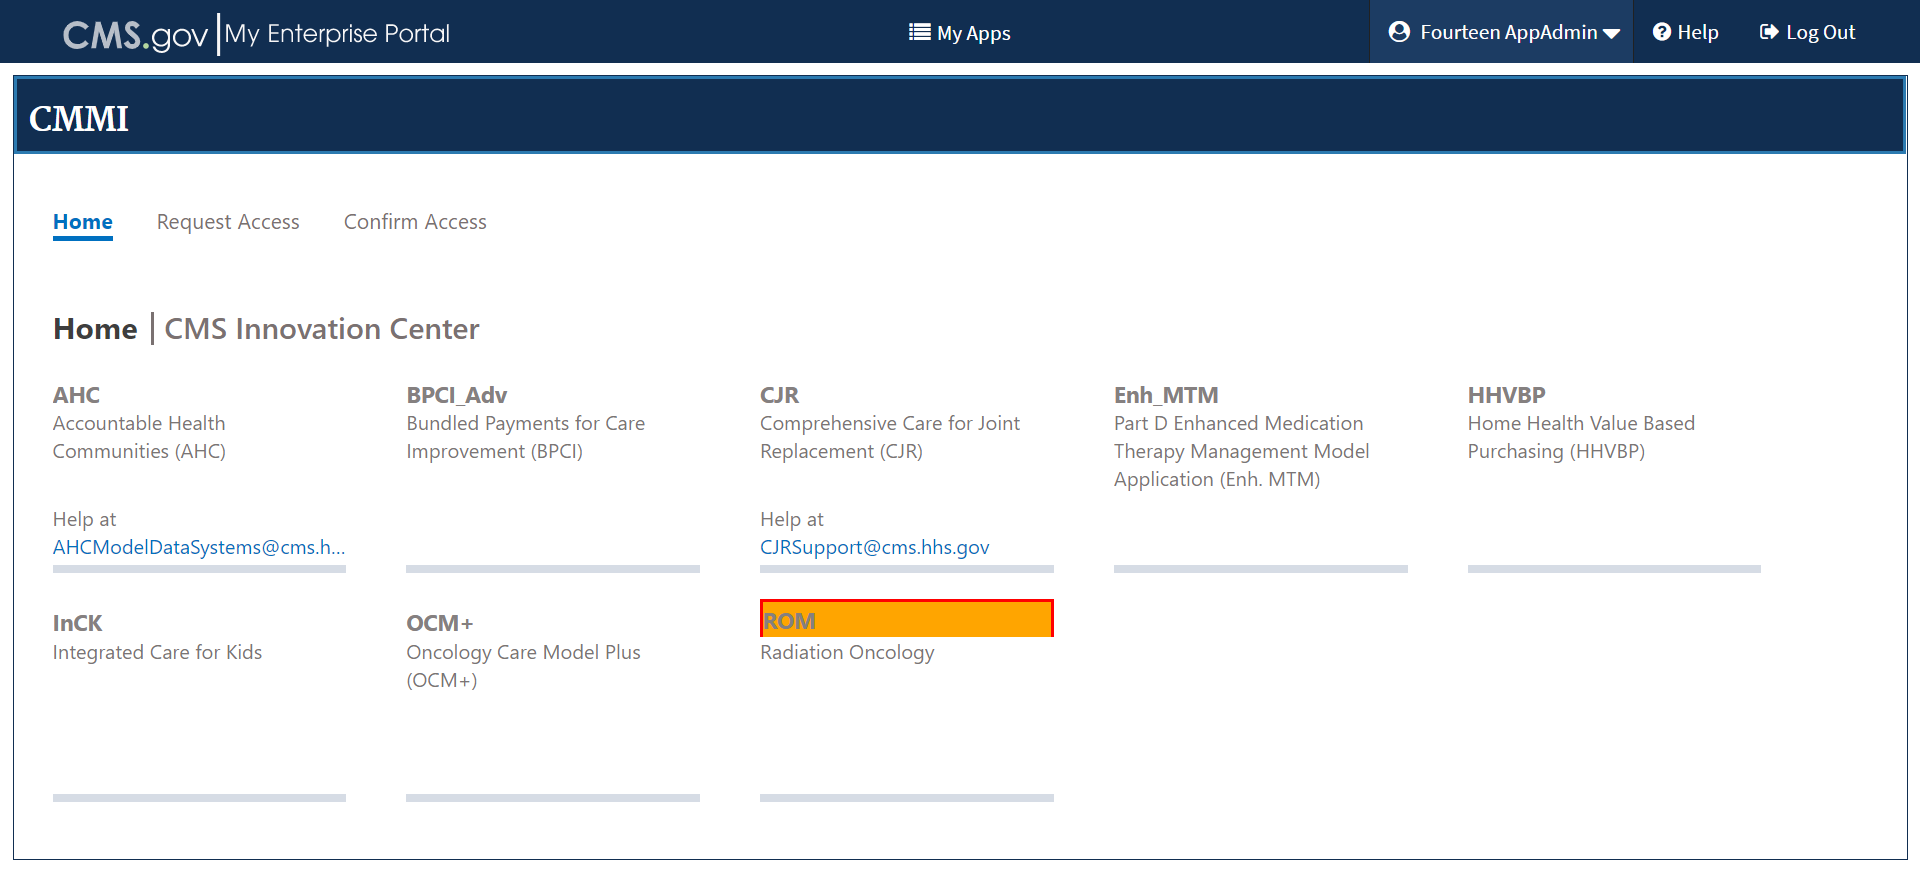 CMS.gov My Enterprise Portal
My Apps
Fourteen AppAdmin
Help
Log Out
CMMI
Home Request Access Confirm Access
Home | CMS Innovation Center
AHC
Accountable Health
Communities (AHC)
Help at
AHCModelDataSystems@cms.h...
BPCI_Adv
Bundled Payments for Care
Improvement (BPCI)
CJR
Comprehensive Care for Joint
Replacement (CJR)
Help at
CJRSupport@cms.hhs.gov
Enh_MTM
Part D Enhanced Medication
Therapy Management Model
Application (Enh. MTM)
HHVBP
Home Health Value Based
Purchasing (HHVBP)
InCK
Integrated Care for Kids
OCM+
Oncology Care Model Plus
(OCM+)
ROM
Radiation Oncology